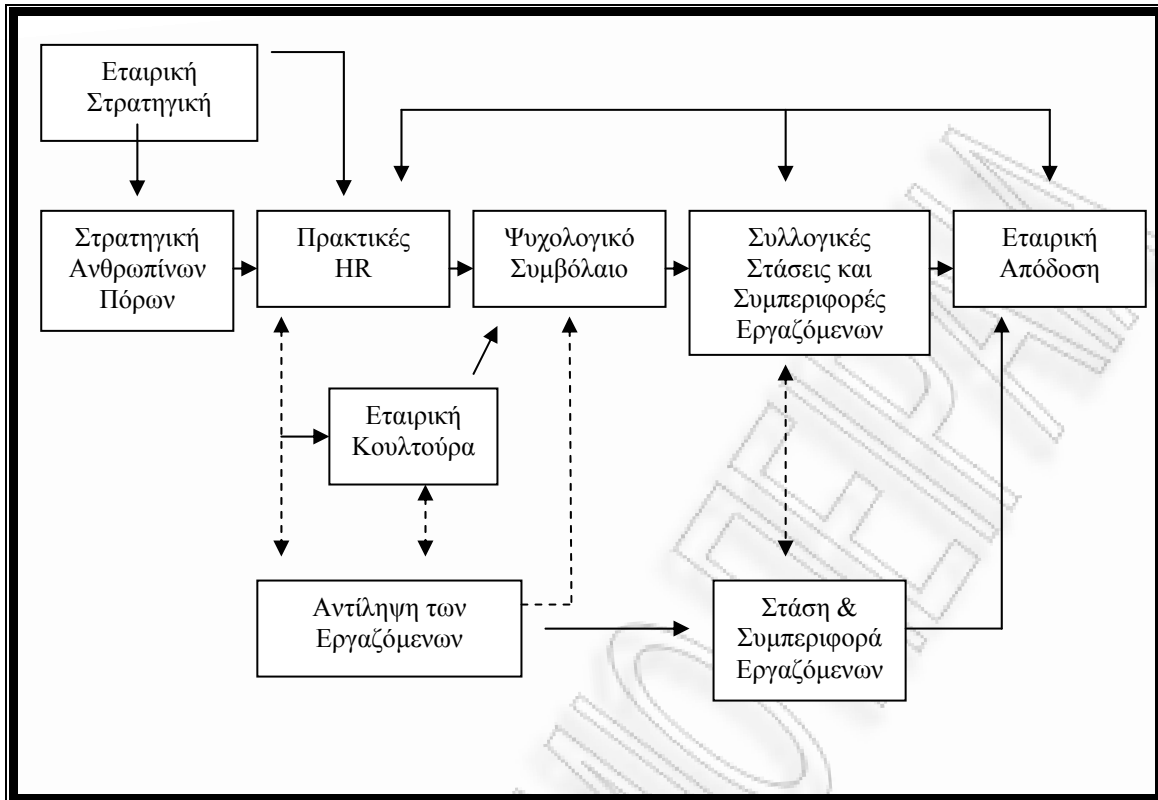 Εταιρική
Στρατηγική
Στρατηγική
Ανθρωπίνων
Πόρων
Πρακτικές
HR
Ψυχολογικό
Συμβόλαιο
Συλλογικές
Στάσεις και
Συμπεριφορές
Εργαζόμενων
Εταιρική
Απόδοση
Εταιρική
Κουλτούρα
Αντίληψη των
Εργαζόμενων
Στάση &
Συμπεριφορά
Εργαζόμενων